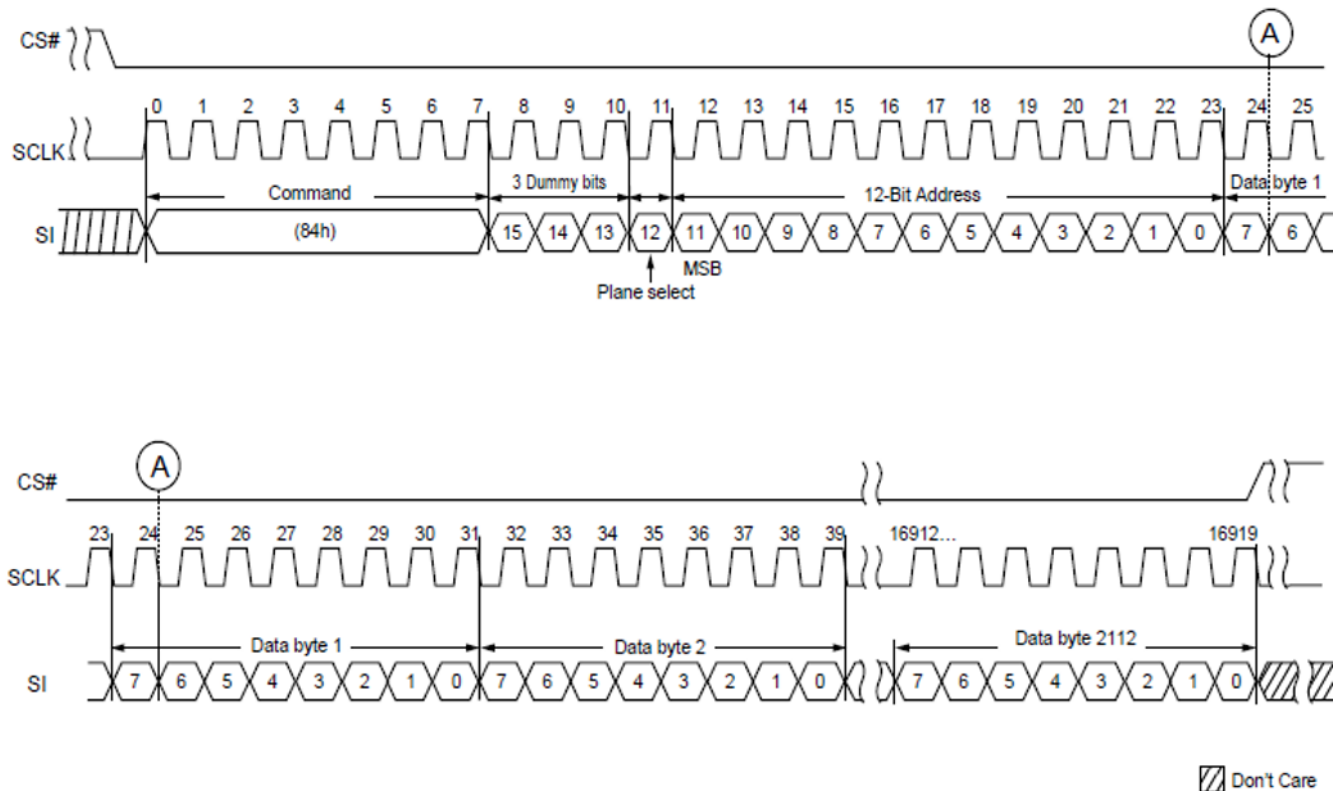 CS#
A
0 1 2 3 4 5 6 7 8 9 10 11 12 13 14 15 16 17 18 19 20 21 22 23 24 25
SCLK
Command 3 Dummy bits 12-Bit Address Data byte 1
SI (84h) 15 14 13 12 11 10 9 8 7 6 5 4 3 2 1 0 7 6
MSB
Plane select
A
CS#
23 24 25 26 27 28 29 30 31 32 33 34 35 36 37 38 39 16912... 16919
SCLK
Data byte 1 Data byte 2 Data byte 2112
SI 7 6 5 4 3 2 1 0 7 6 5 4 3 2 1 0 7 6 5 4 3 2 1 0
Don't Care